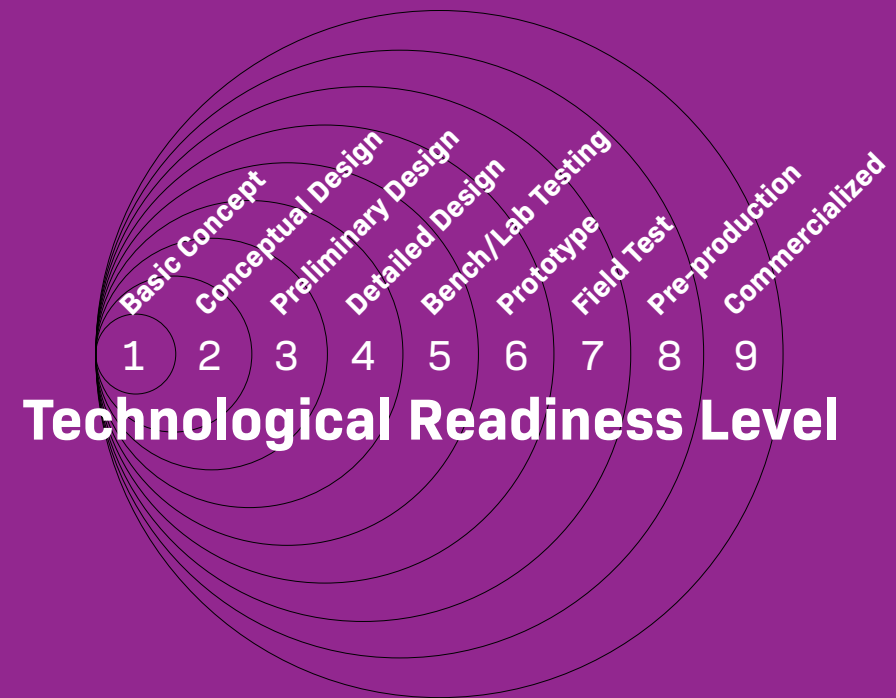 Basic Concept
Conceptual Design
Preliminary Design
Detailed Design
Bench/Lab Testing
Prototype
Field Test
Pre-production
Commercialized
1 2 3 4 5 6 7 8 9
Technological Readiness Level